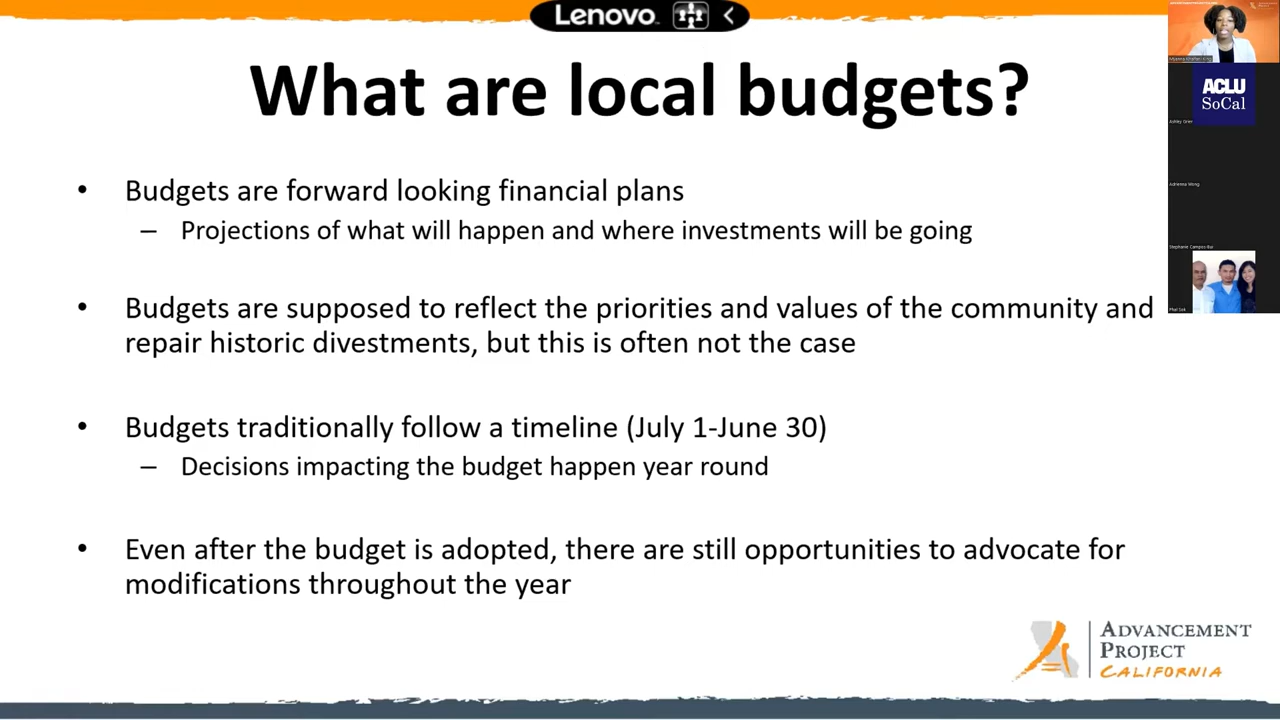 Lenovo
What are local budgets?
• Budgets are forward looking financial plans
– Projections of what will happen and where investments will be going
• Budgets are supposed to reflect the priorities and values of the community and
repair historic divestments, but this is often not the case
• Budgets traditionally follow a timeline (July 1-June 30)
– Decisions impacting the budget happen year round
• Even after the budget is adopted, there are still opportunities to advocate for
modifications throughout the year
ADVANCEMENT
PROJECT
CALIFORNIA
ACLU
SoCal
Adrienna Wong